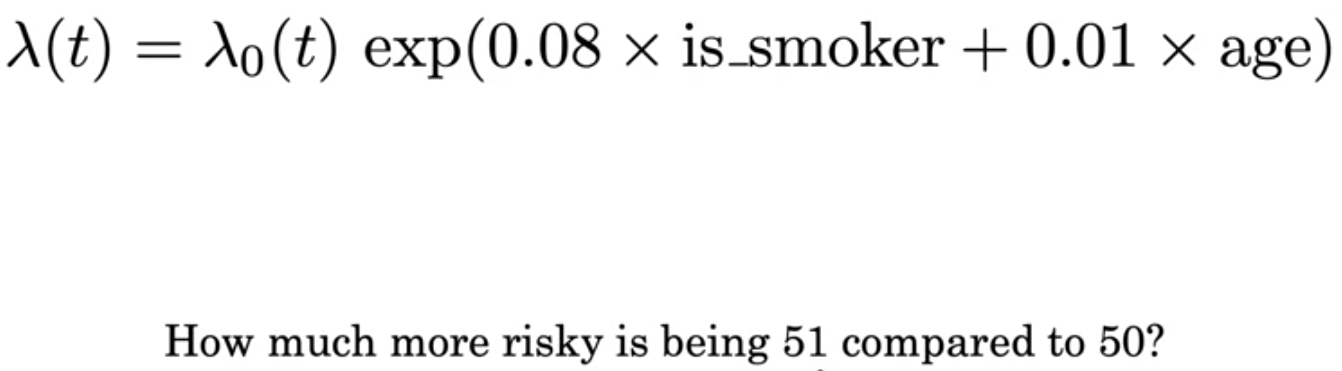 λ(t) = λ₀(t) exp(0.08 × is_smoker + 0.01 × age)
How much more risky is being 51 compared to 50?